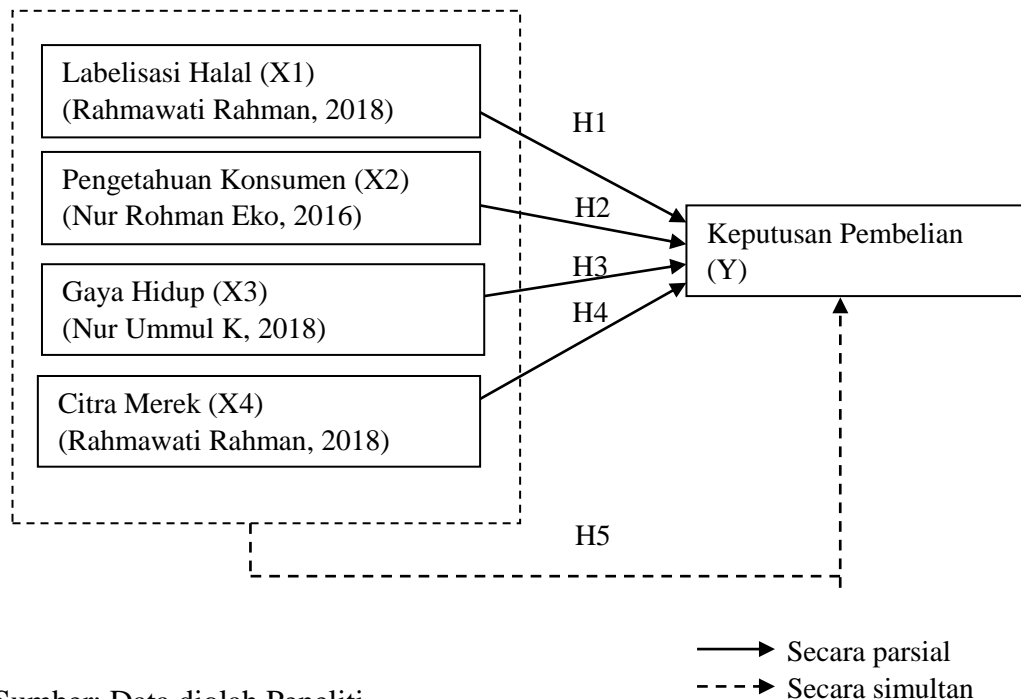 Labelisasi Halal (X1)
(Rahmawati Rahman, 2018)
H1
Pengetahuan Konsumen (X2)
(Nur Rohman Eko, 2016)
H2
Keputusan Pembelian
(Y)
Gaya Hidup (X3)
(Nur Ummul K, 2018)
H3
H4
Citra Merek (X4)
(Rahmawati Rahman, 2018)
H5
Secara parsial
Sumber: Data diolah Peneliti
Secara simultan